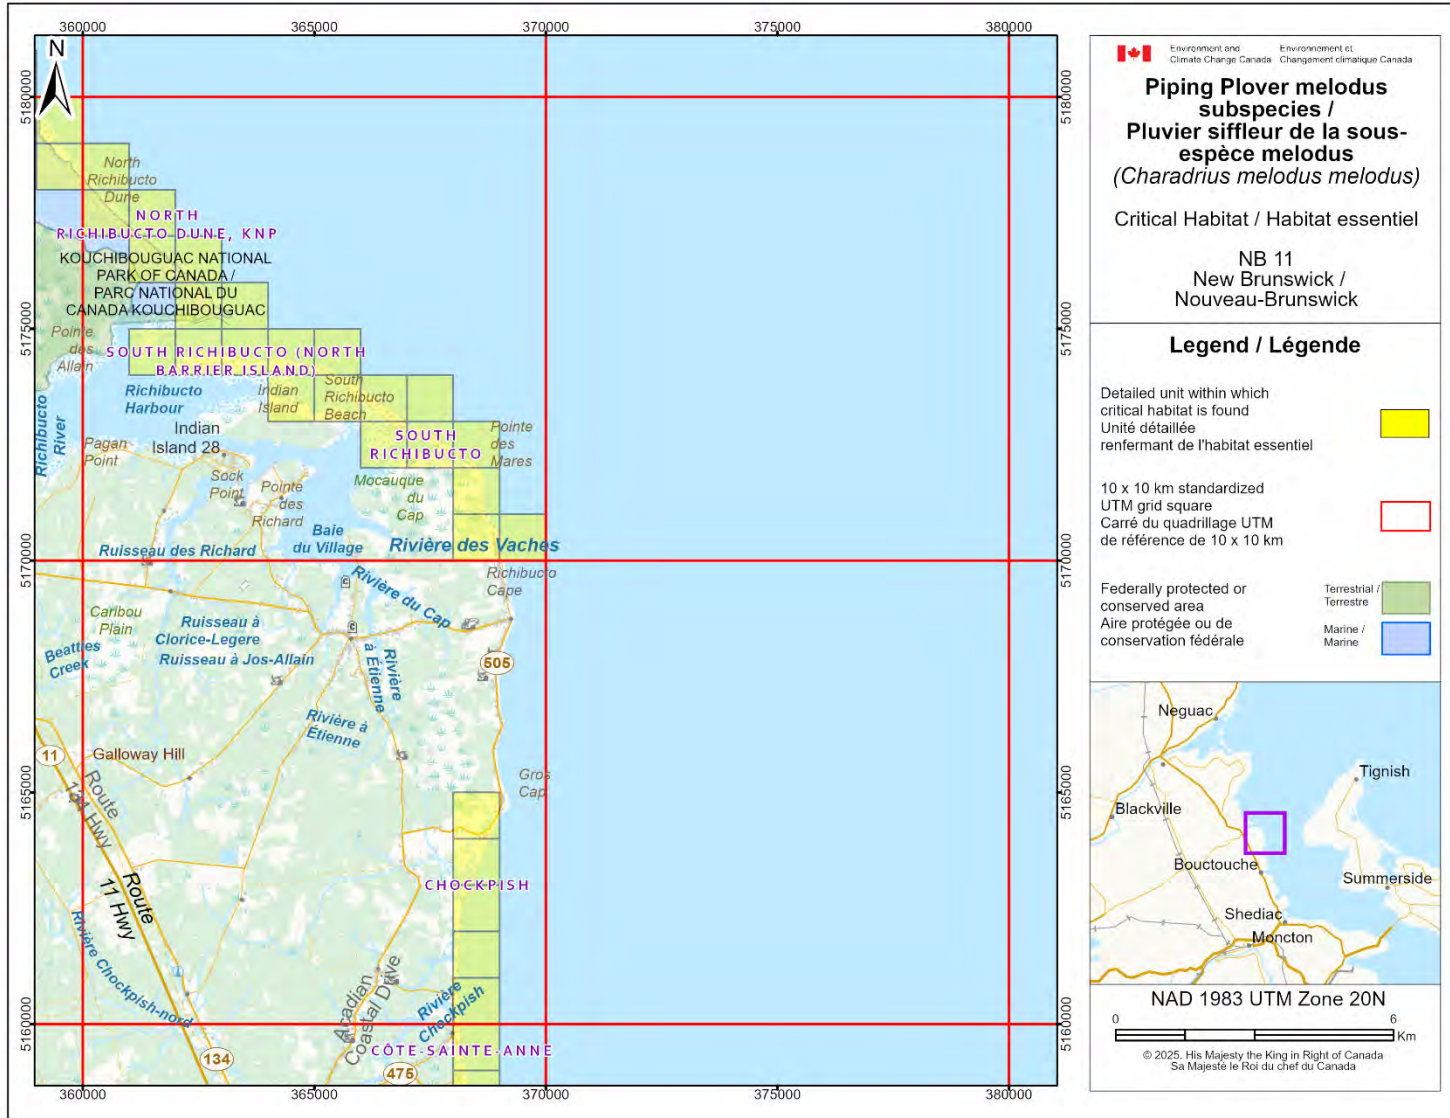 360000
365000
370000
375000
380000
N
5180000
5180000
5175000
5175000
5170000
5170000
5165000
5165000
5160000
5160000
North
Richibucto
Dune
NORTH
RICHIBUCTO DUNE, KNP
KOUCHIBOUGUAC NATIONAL
PARK OF CANADA /
PARC NATIONAL DU
CANADA KOUCHIBOUGUAC
Pointe
des
Allain
SOUTH RICHIBUCTO (NORTH
BARRIER ISLAND)
Richibucto
Harbour
Indian
Island
South
Richibucto
Beach
Richibucto
River
Indian
Island 28
SOUTH
RICHIBUCTO
Pointe
des
Mares
Pagan
Point
Sock
Point
Pointe
des
Richard
Mocauque
du
Cap
Baie
du Village
Rivière des Vaches
Ruisseau des Richard
Richibucto
Cape
Rivière du Cap
Caribou
Plain
Ruisseau à
Clorice-Legere
Beatties
Creek
Ruisseau à Jos-Allain
Rivière
à Étienne
505
Rivière à
Étienne
11
Galloway Hill
Route
134 Hwy
Gros
Cap
CHOCKPISH
Route
11 Hwy
Rivière Chockpish-nord
Acadian
Coastal Drive
Rivière
Chockpish
CÔTE-SAINTE-ANNE
134
475
360000
365000
370000
375000
380000
Environment and
Climate Change Canada
Environnement et
Changement climatique Canada
Piping Plover melodus
subspecies /
Pluvier siffleur de la sous-
espèce melodus
(Charadrius melodus melodus)
Critical Habitat / Habitat essentiel
NB 11
New Brunswick /
Nouveau-Brunswick
Legend / Légende
Detailed unit within which
critical habitat is found
Unité détaillée
renfermant de l'habitat essentiel
10 x 10 km standardized
UTM grid square
Carré du quadrillage UTM
de référence de 10 x 10 km
Federally protected or
conserved area
Aire protégée ou de
conservation fédérale
Terrestrial /
Terrestre
Marine /
Marine
Neguac
Tignish
Blackville
Bouctouche
Summerside
Shediac
Moncton
NAD 1983 UTM Zone 20N
0
6
Km
© 2025. His Majesty the King in Right of Canada
Sa Majesté le Roi du chef du Canada